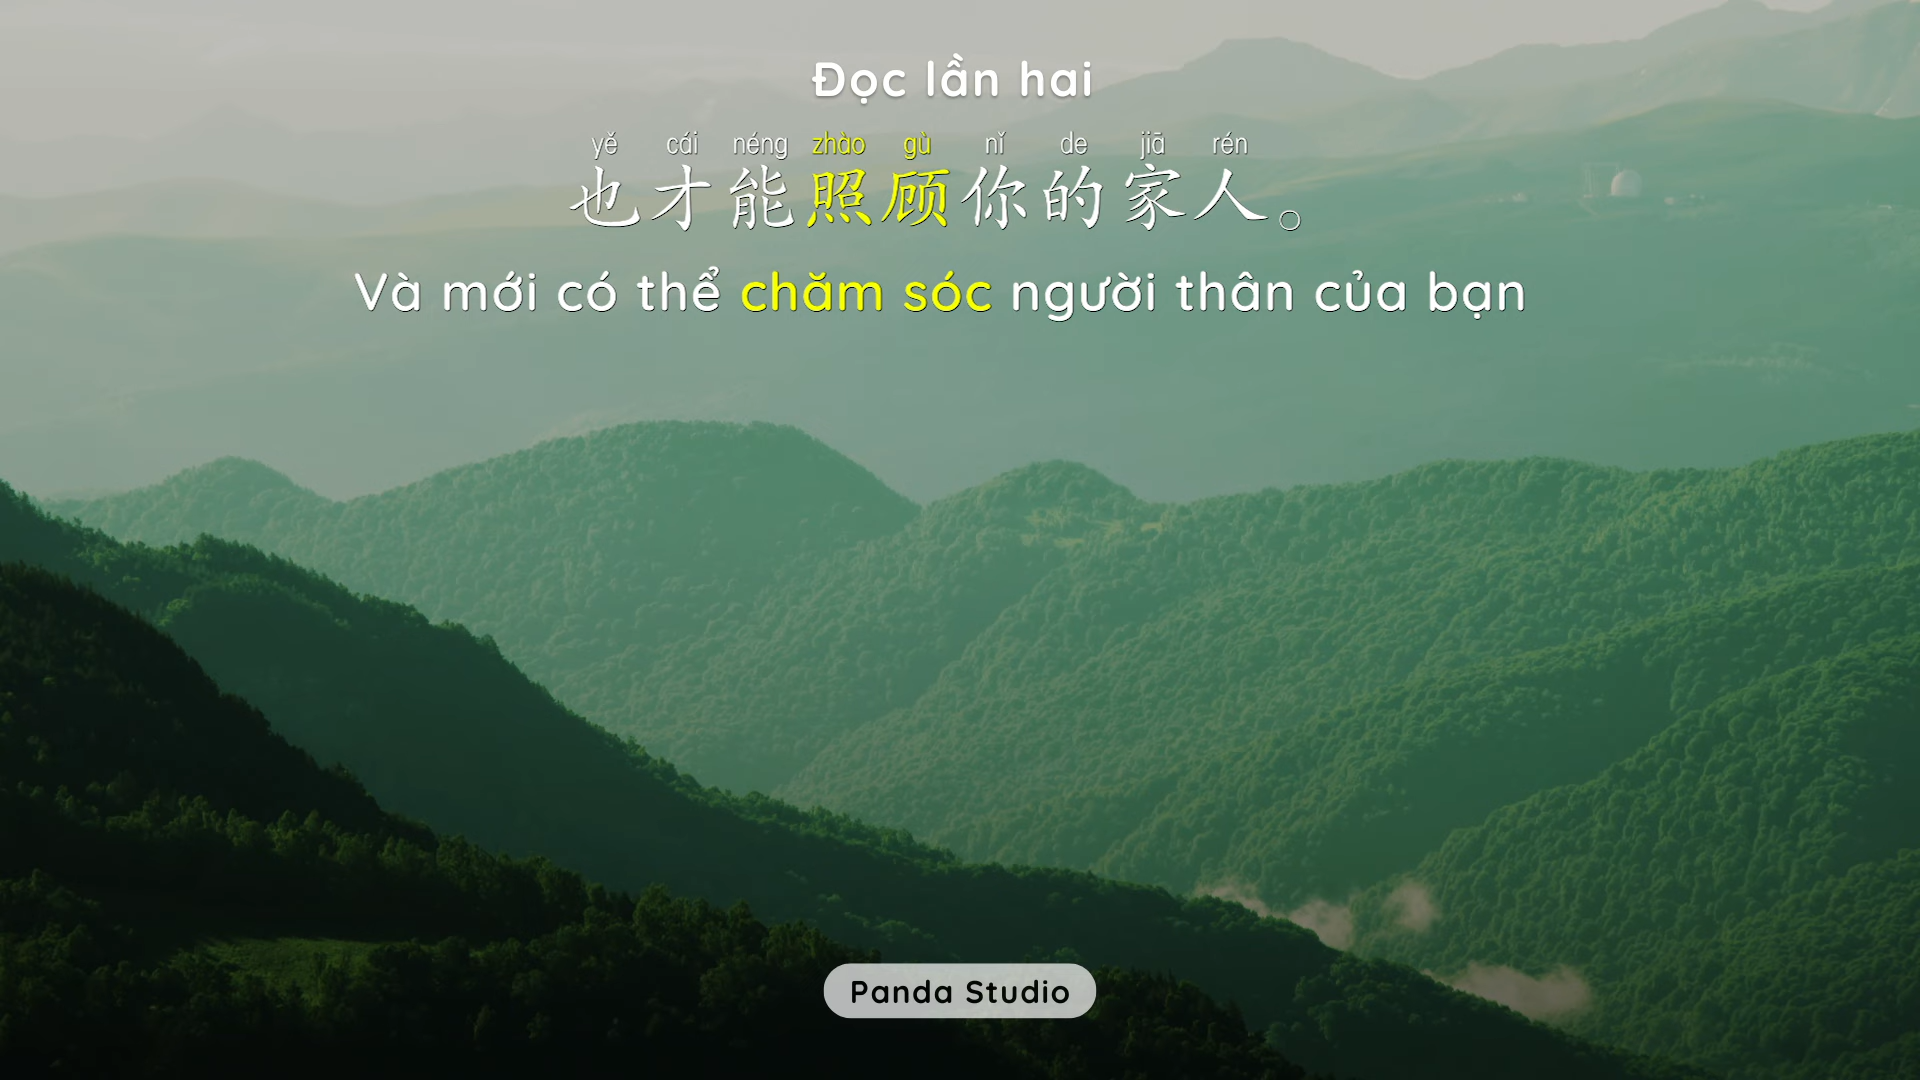 Đọc lần hai
yě cái néng zhào gù nǐ de jiā rén
也才能照顾你的家人。
Và mới có thể chăm sóc người thân của bạn
Panda Studio